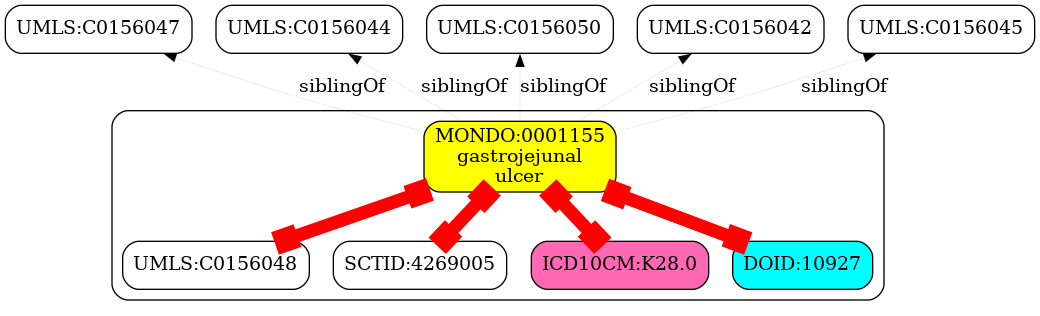 UMLS:C0156047
UMLS:C0156044
UMLS:C0156050
UMLS:C0156042
UMLS:C0156045
siblingOf
siblingOf
siblingOf
siblingOf
siblingOf
MONDO:0001155
gastrojejunal
ulcer
UMLS:C0156048
SCTID:4269005
ICD10CM:K28.0
DOID:10927